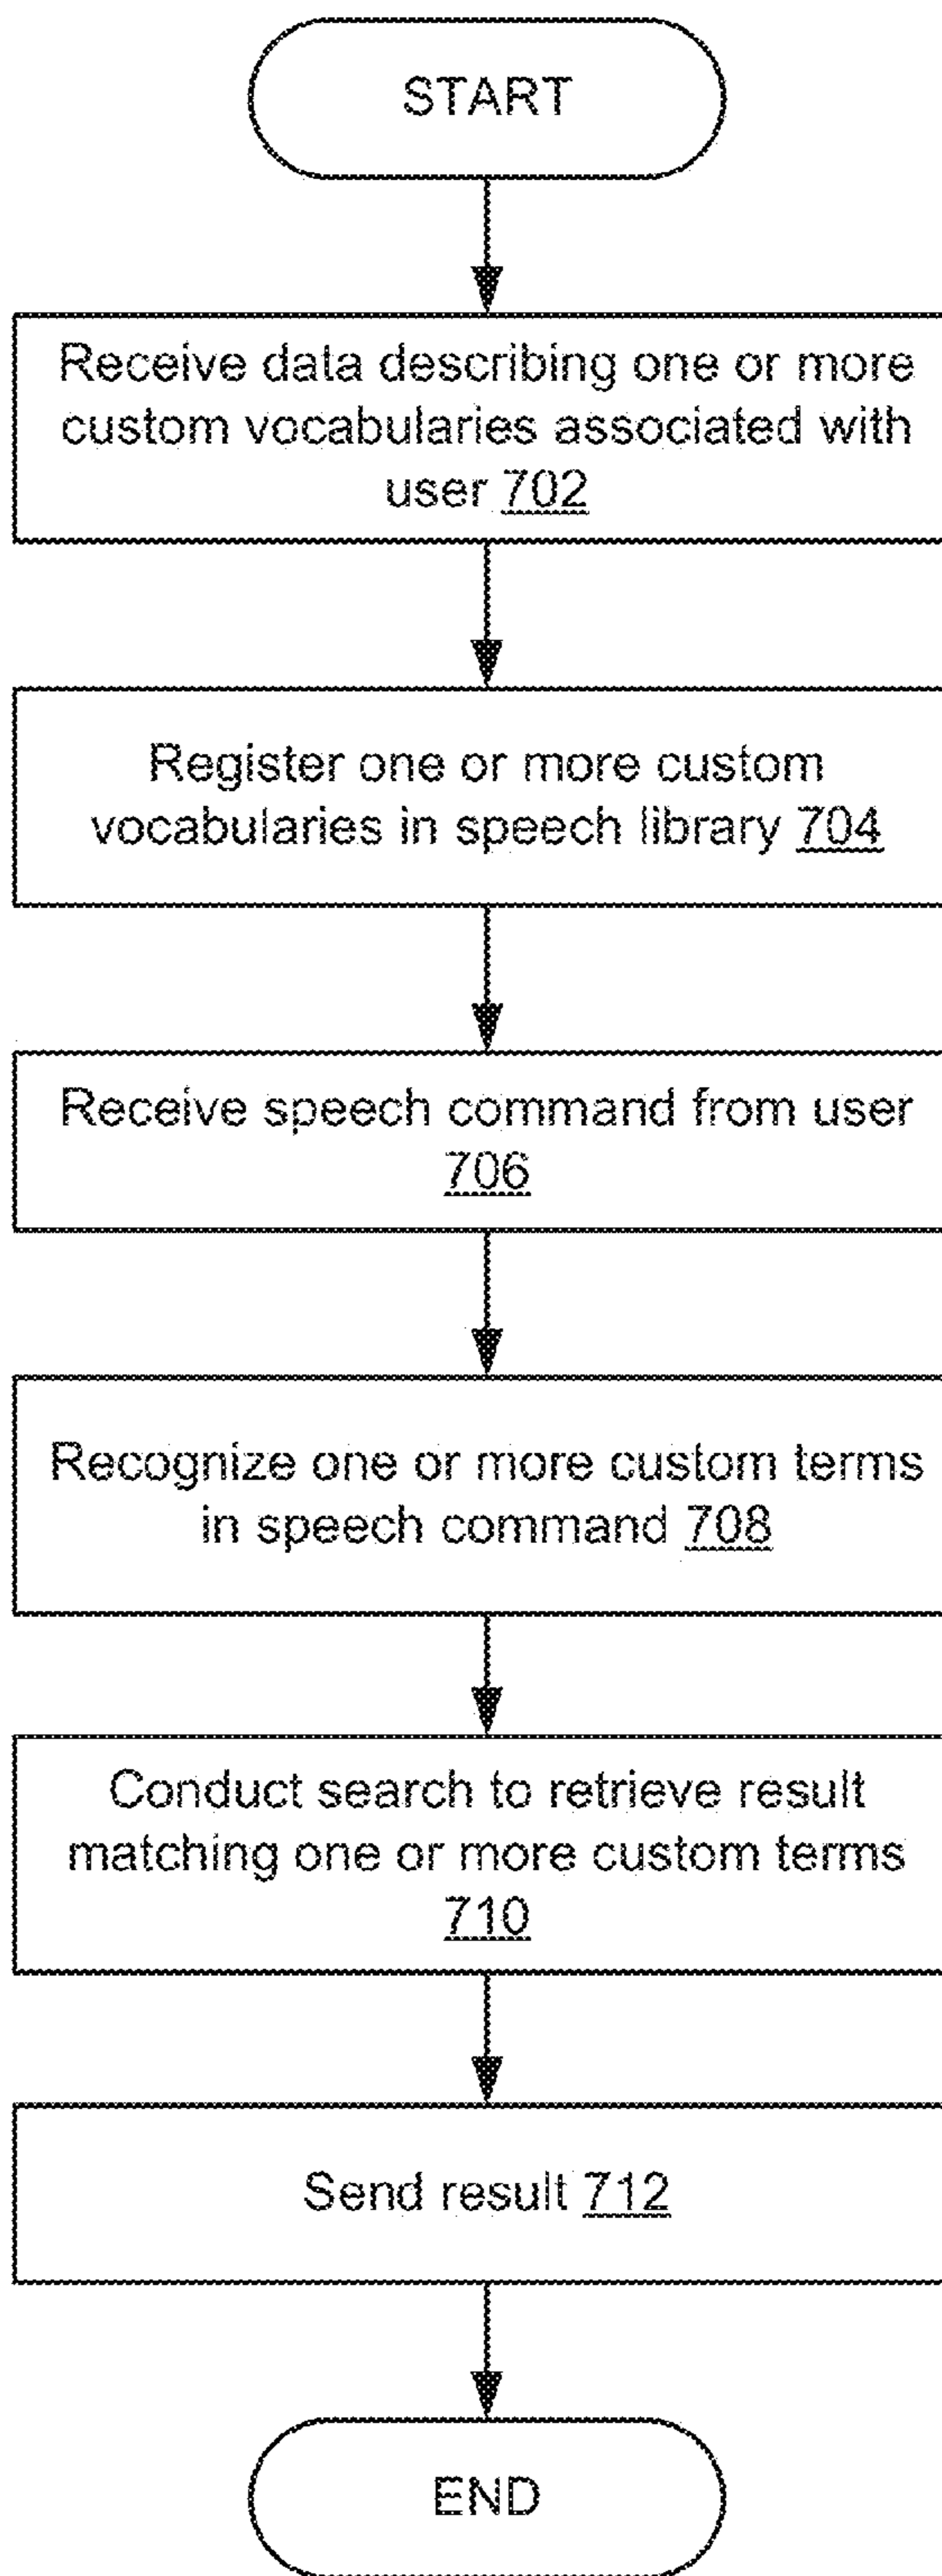 START
Receive data describing one or more
custom vocabularies associated with
user 702
Register one or more custom
vocabularies in speech library 704
Receive speech command from user
706
Recognize one or more custom terms
in speech command 708
Conduct search to retrieve result
matching one or more custom terms
710
Send result 712
END